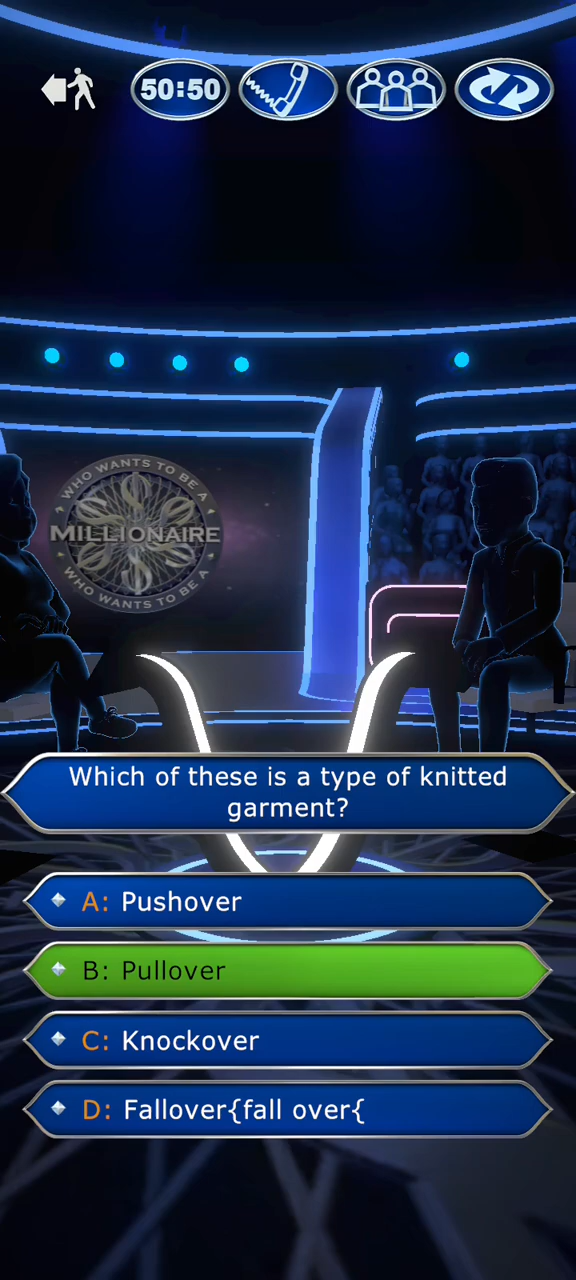 50:50
WHO WANTS TO BE A
MILLIONAIRE
WHO WANTS TO BE A
Which of these is a type of knitted
garment?
A: Pushover
B: Pullover
C: Knockover
D: Fallover{fall over{